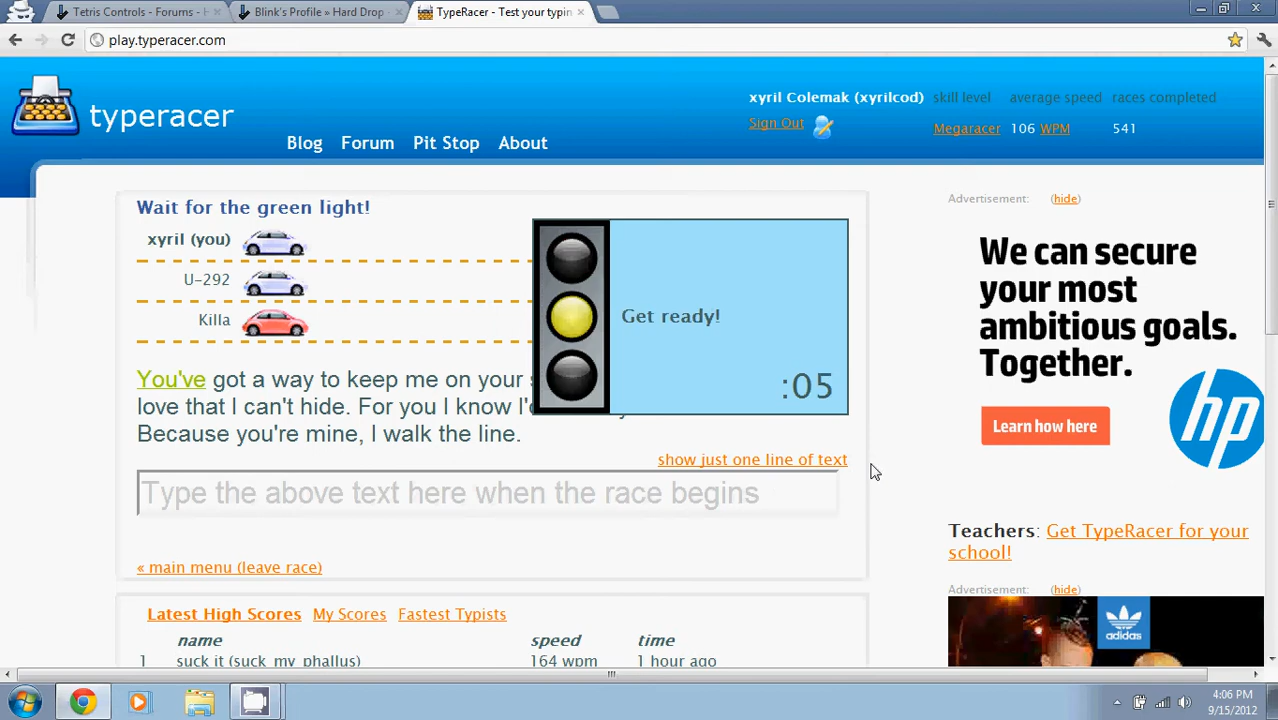 Tetris Controls - Forums - H
Blink's Profile » Hard Drop
TypeRacer - Test your typin
play.typeracer.com
typeracer
xyril Colemak (xyrilcod) skill level average speed races completed
Sign Out Megaracer 106 WPM 541
Blog Forum Pit Stop About
Wait for the green light!
xyril (you)
U-292
Killa
Get ready!
:05
You've got a way to keep me on your
love that I can't hide. For you I know I'd
Because you're mine, I walk the line.
show just one line of text
Type the above text here when the race begins
« main menu (leave race)
Latest High Scores My Scores Fastest Typists
name speed time
1 suck it (suck_my_phallus) 164 wpm 1 hour ago
Advertisement: (hide)
We can secure
your most
ambitious goals.
Together.
Learn how here
hp
Teachers: Get TypeRacer for your
school!
Advertisement: (hide)
adidas
4:06 PM
9/15/2012